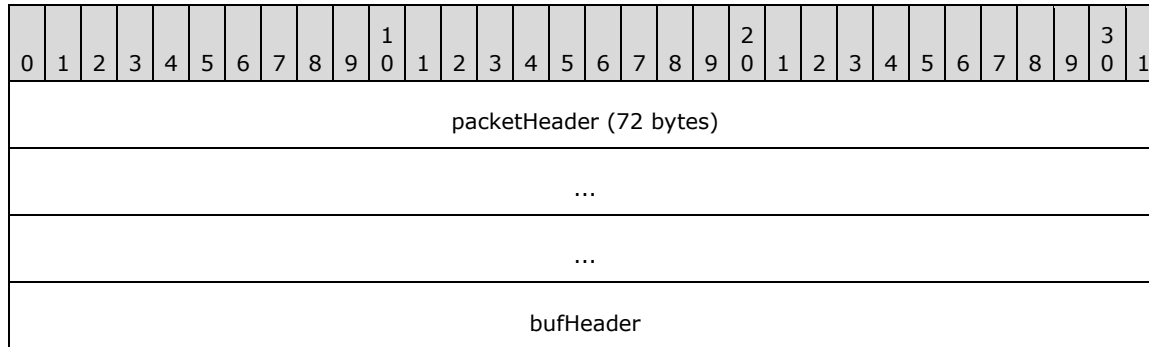 1 2 3
0 1 2 3 4 5 6 7 8 9 0 1 2 3 4 5 6 7 8 9 0 1 2 3 4 5 6 7 8 9 0 1
packetHeader (72 bytes)
...
...
bufHeader